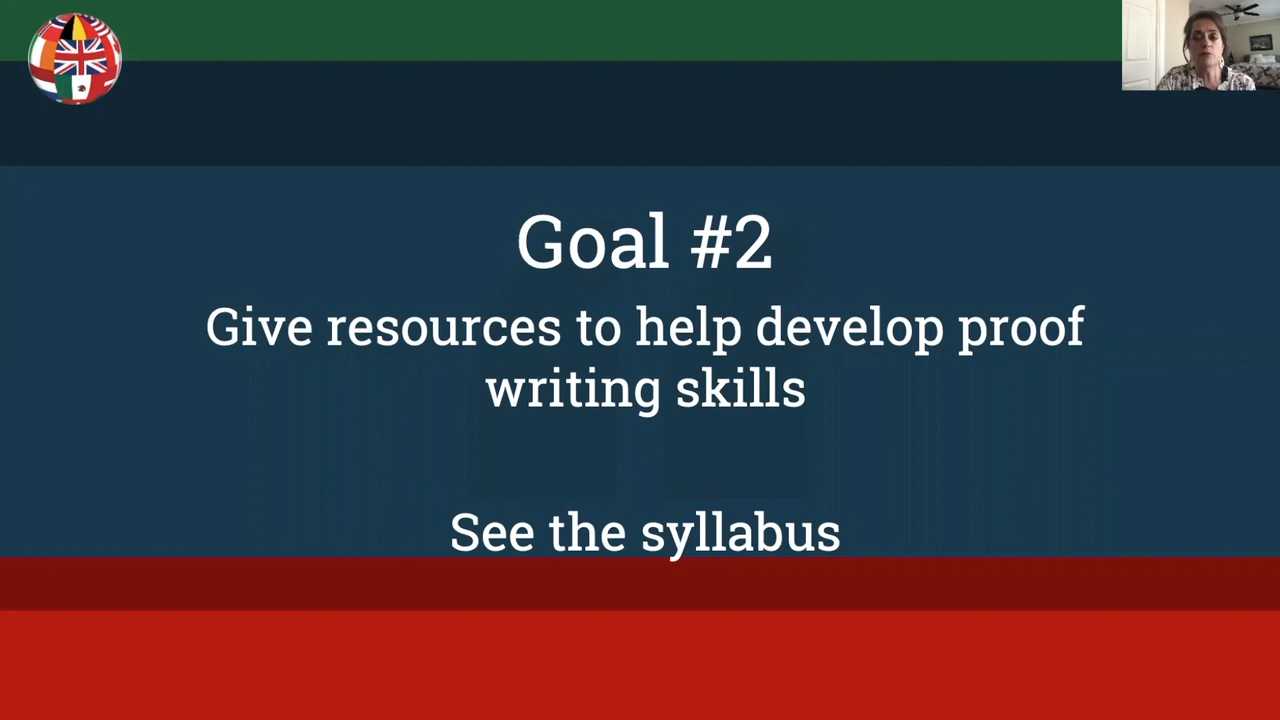 Goal #2
Give resources to help develop proof
writing skills
See the syllabus